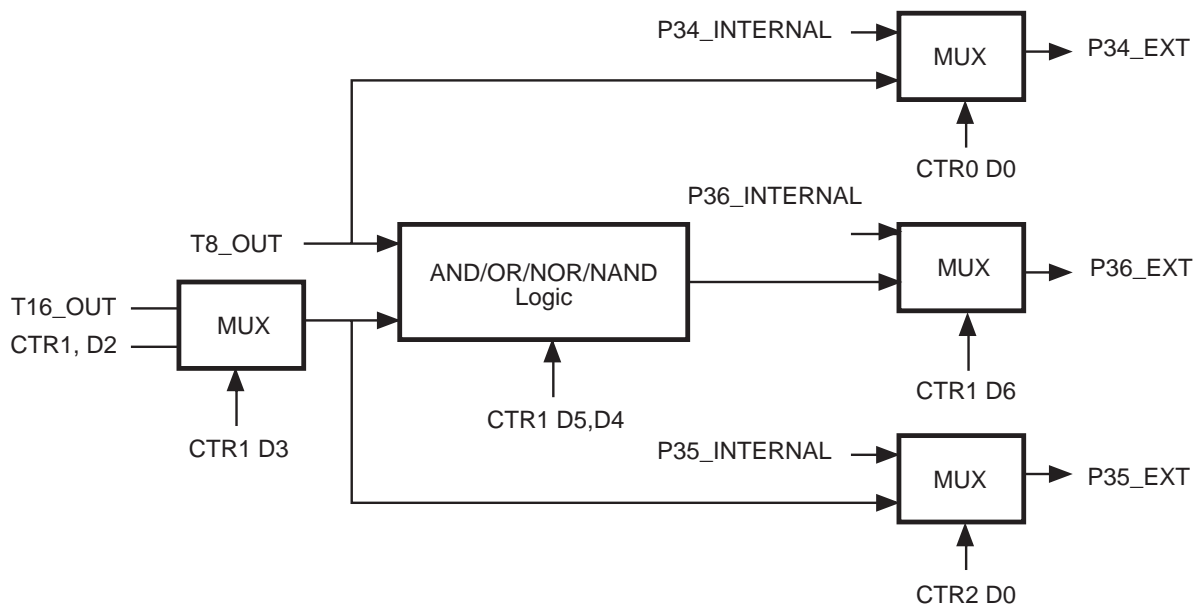 P34_INTERNAL
MUX
P34_EXT
CTR0 D0
P36_INTERNAL
T8_OUT
AND/OR/NOR/NAND
Logic
MUX
P36_EXT
T16_OUT
MUX
CTR1, D2
CTR1 D6
CTR1 D5,D4
CTR1 D3
P35_INTERNAL
MUX
P35_EXT
CTR2 D0